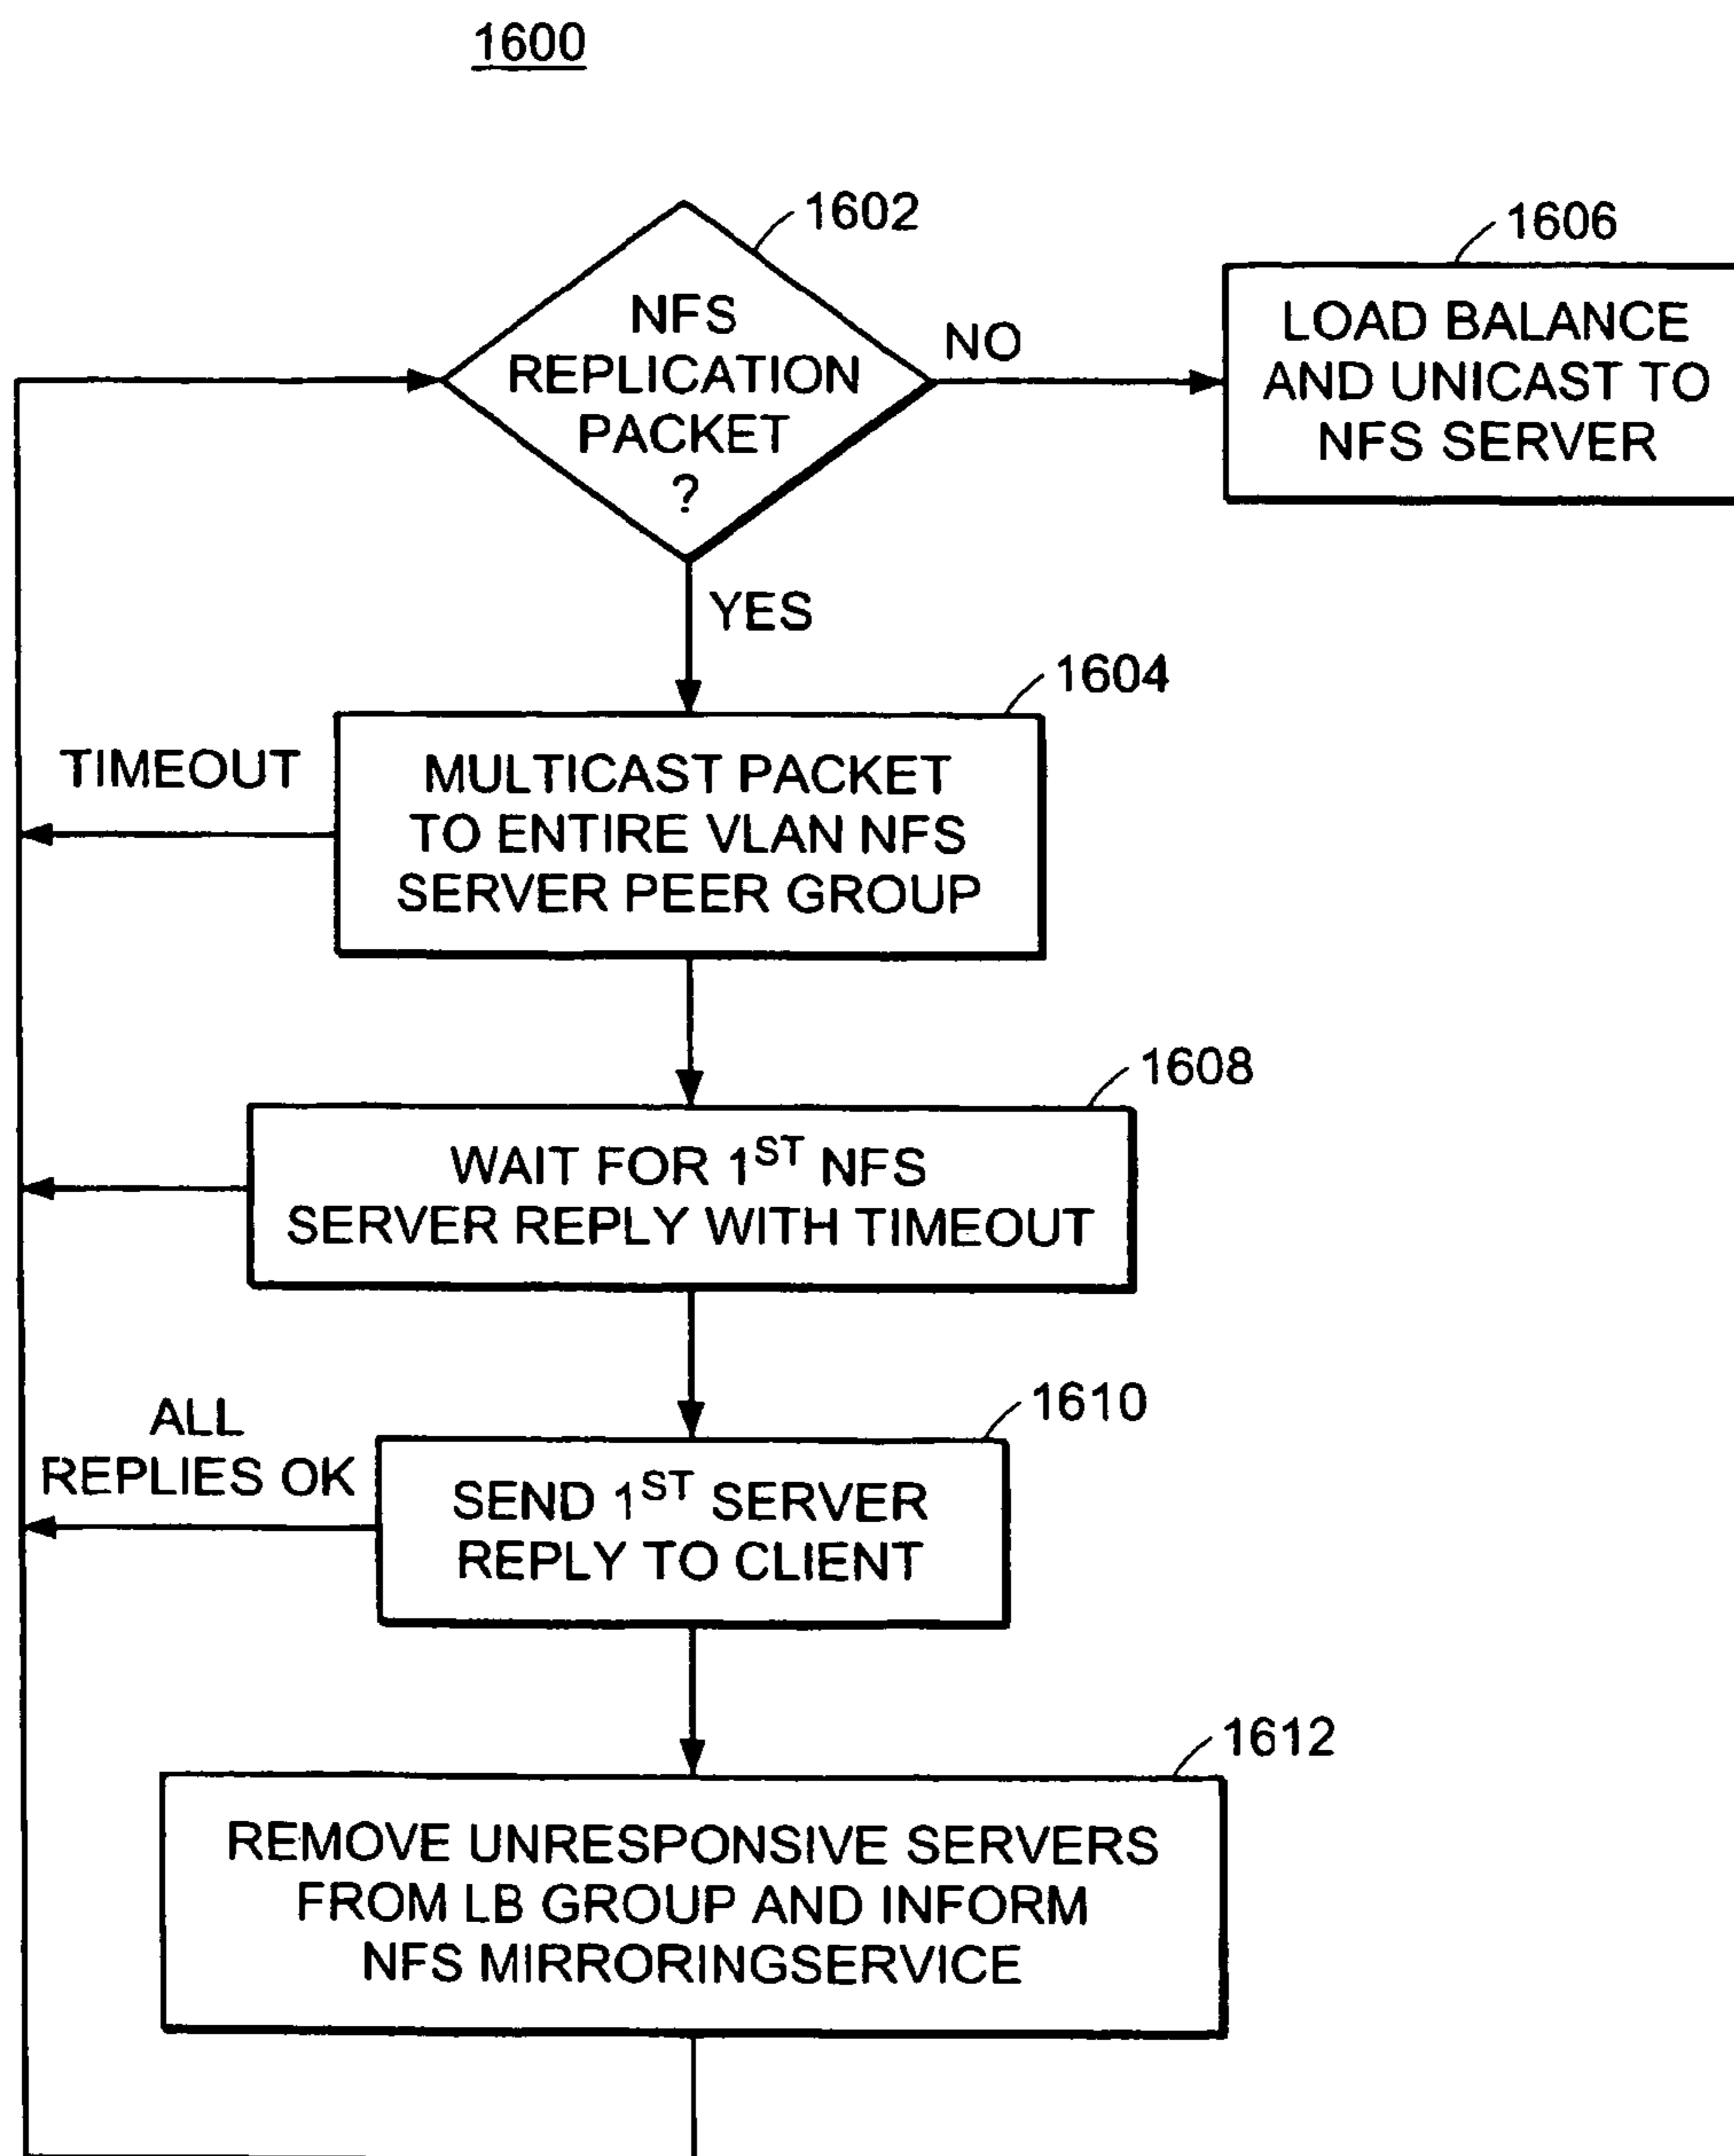 1600
1602
NFS
REPLICATION
PACKET
?
NO
1606
LOAD BALANCE
AND UNICAST TO
NFS SERVER
YES
1604
TIMEOUT
MULTICAST PACKET
TO ENTIRE VLAN NFS
SERVER PEER GROUP
1608
WAIT FOR 1ST NFS
SERVER REPLY WITH TIMEOUT
1610
ALL
REPLIES OK
SEND 1ST SERVER
REPLY TO CLIENT
1612
REMOVE UNRESPONSIVE SERVERS
FROM LB GROUP AND INFORM
NFS MIRRORINGSERVICE